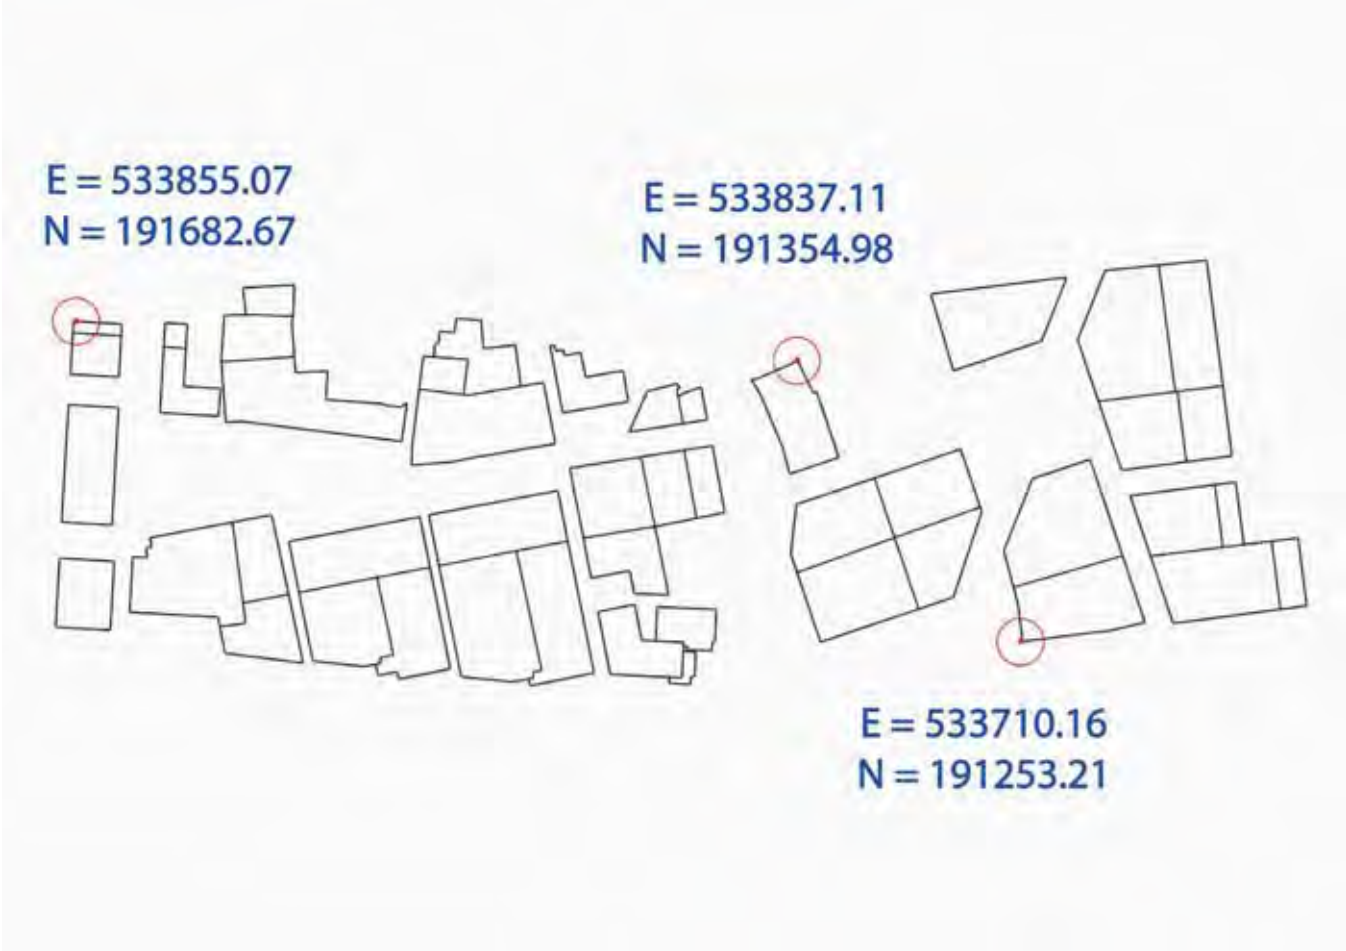 E = 533855.07
N = 191682.67
E = 533837.11
N = 191354.98
E = 533710.16
N = 191253.21